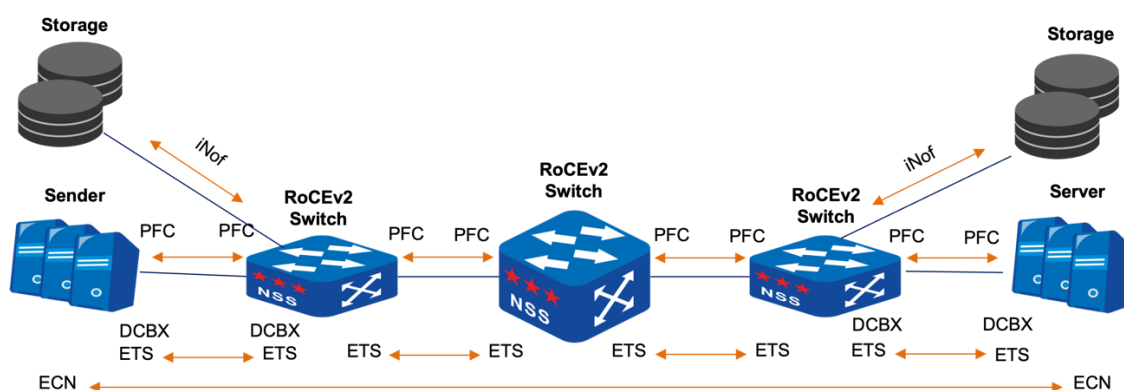 Storage
Storage
iNof
iNof
Sender
RoCEv2
Switch
RoCEv2
Switch
RoCEv2
Switch
Server
PFC PFC PFC PFC PFC PFC PFC PFC
NSS
NSS
NSS
DCBX DCBX DCBX DCBX
ETS ETS ETS ETS ETS ETS ETS ETS
ECN ECN